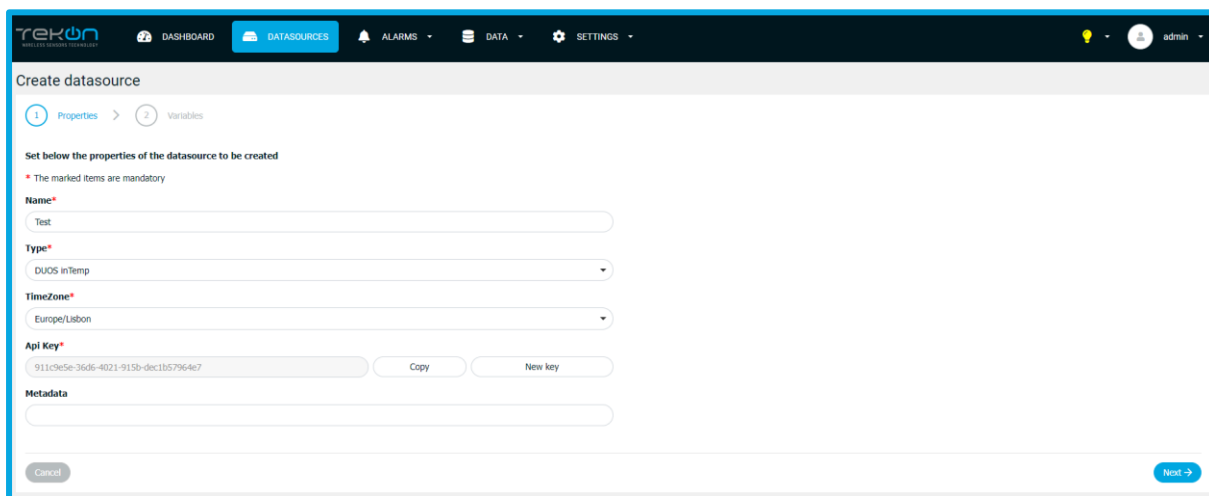 TEKON
WIRELESS SENSORS TECHNOLOGY
DASHBOARD DATASOURCES ALARMS DATA SETTINGS admin
Create datasource
1 Properties > 2 Variables
Set below the properties of the datasource to be created
* The marked items are mandatory
Name*
Test
Type*
DUOS inTemp
TimeZone*
Europe/Lisbon
Api Key*
911c9e5e-36d6-4021-915b-dec1b57964e7 Copy New key
Metadata
Cancel Next →